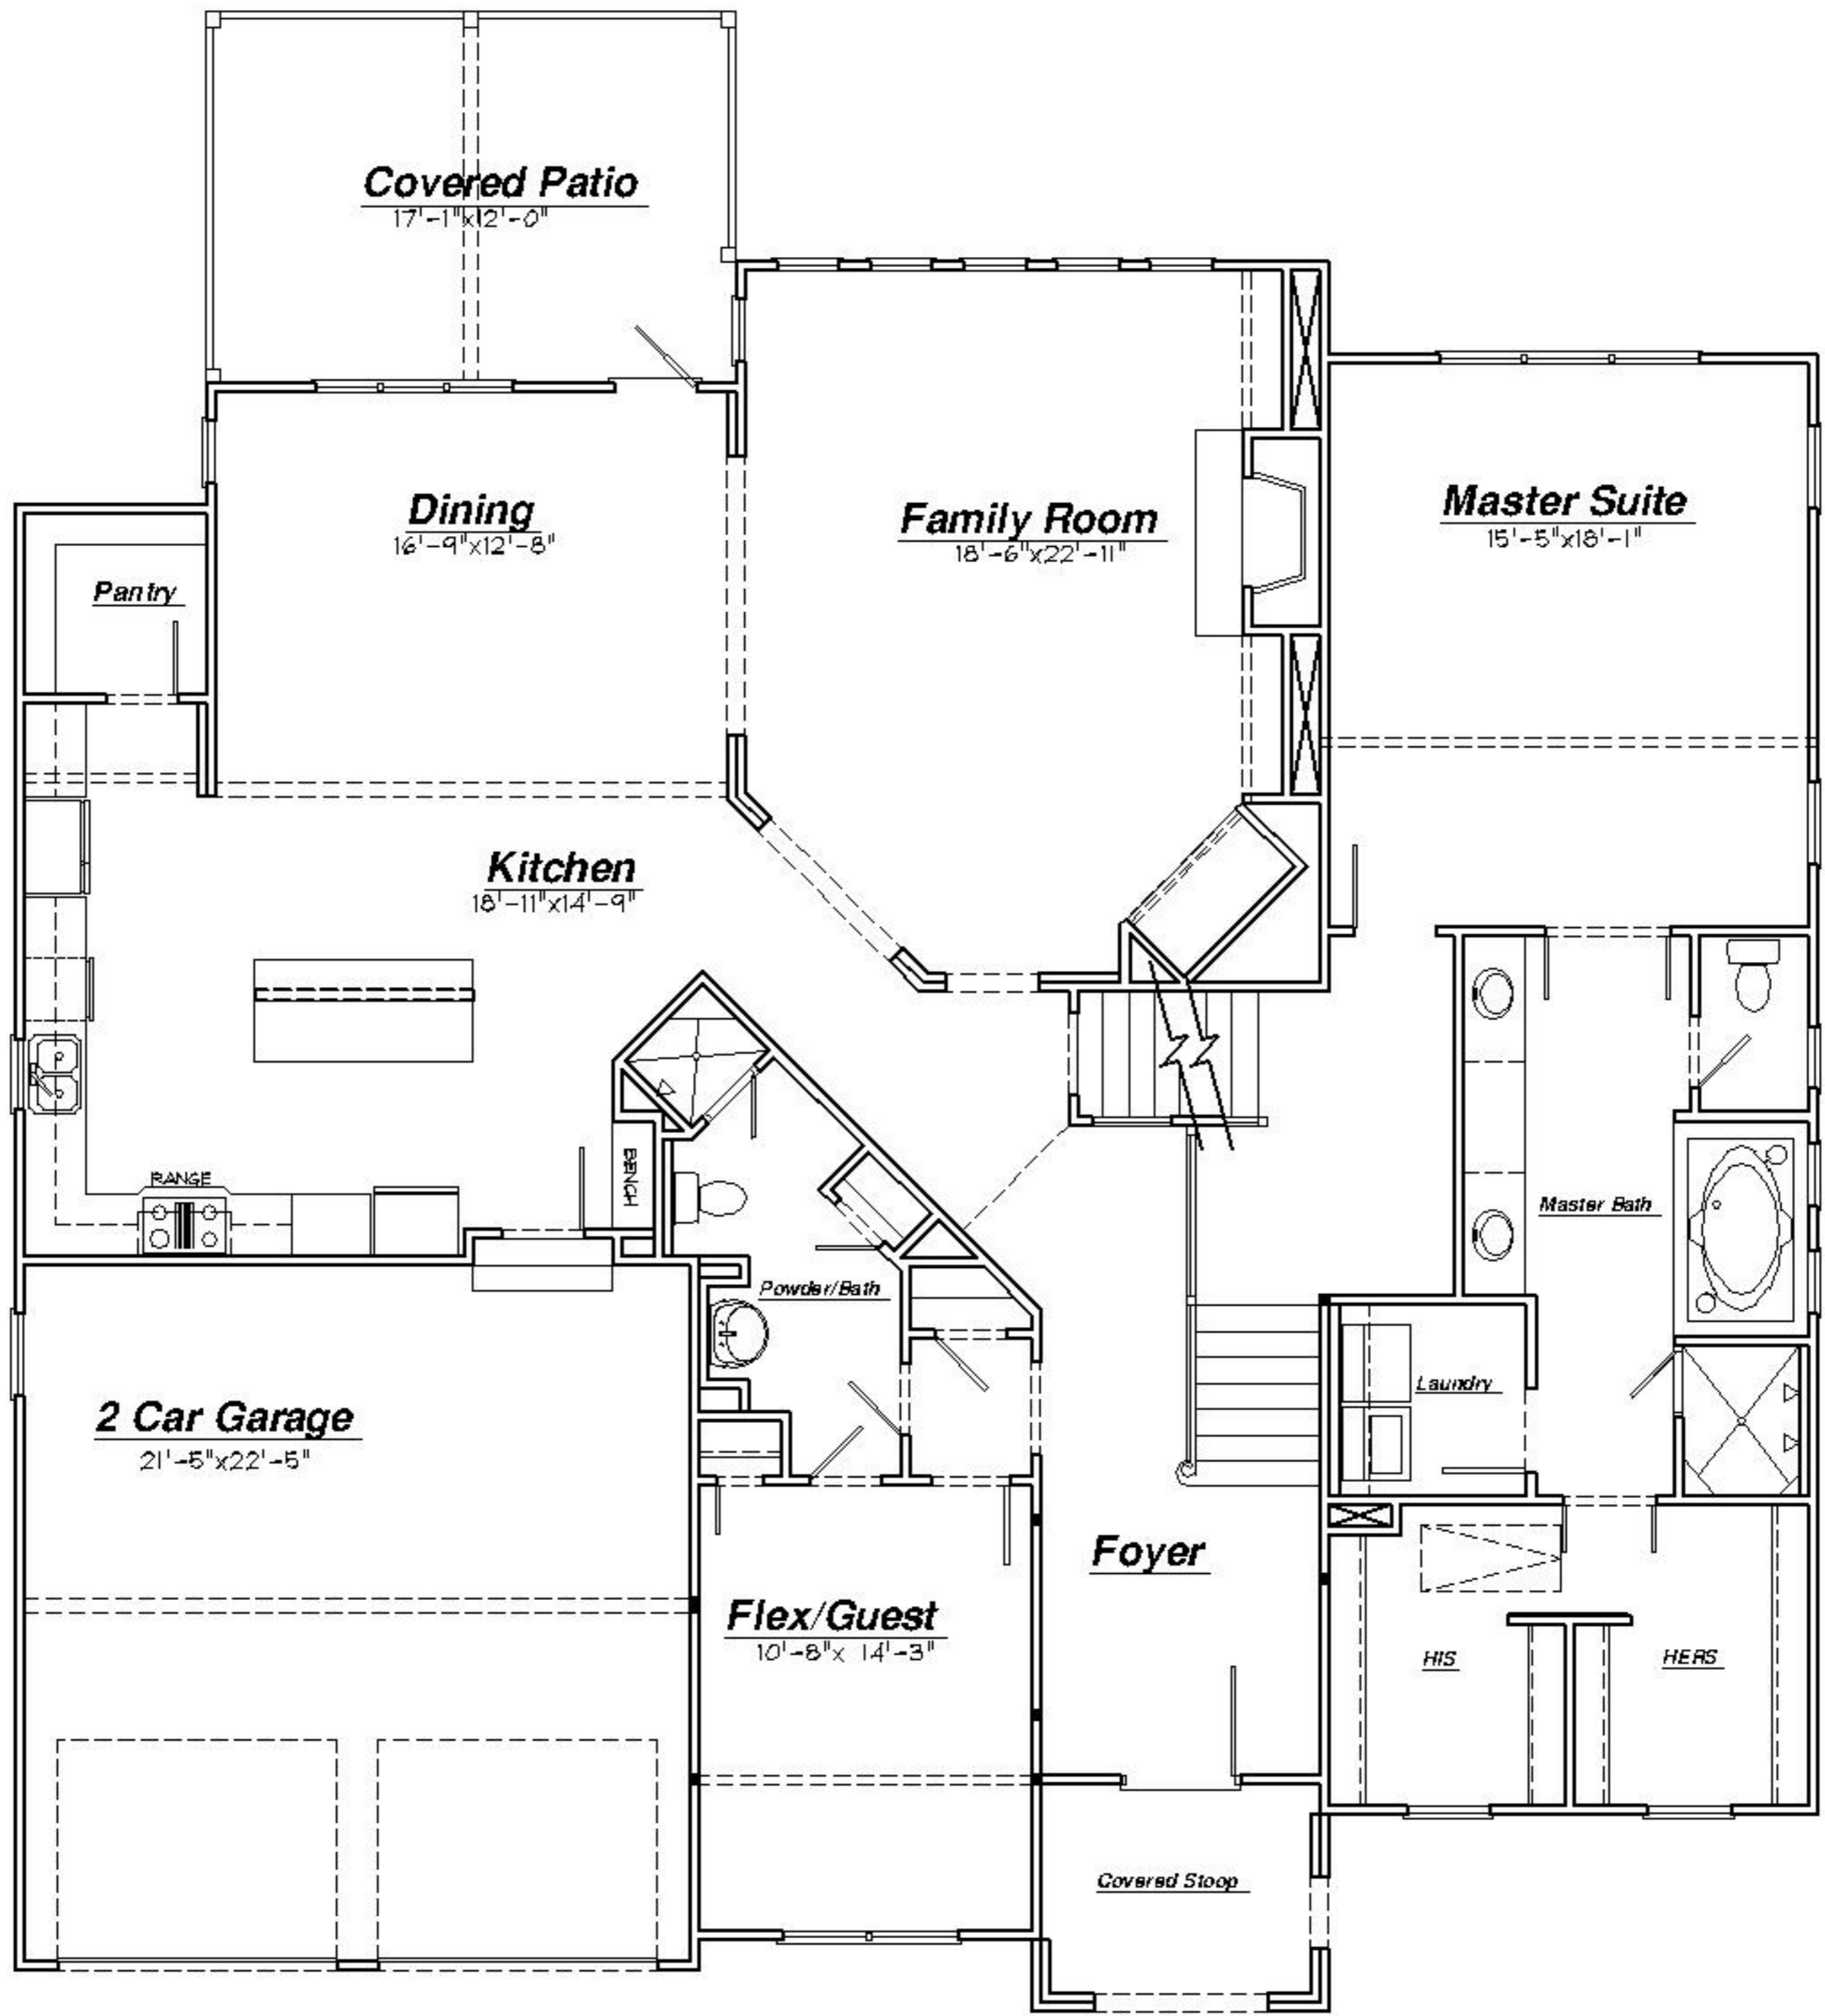 Covered Patio
17'-1"x12'-0"
Dining
16'-9"x12'-8"
Family Room
18'-6"x22'-11"
Master Suite
15'-5"x18'-1"
Pantry
Kitchen
18'-11"x14'-9"
RANGE
BENCH
Master Bath
Powder/Bath
2 Car Garage
21'-5"x22'-5"
Laundry
Foyer
Flex/Guest
10'-8"x 14'-3"
HIS
HERS
Covered Stoop